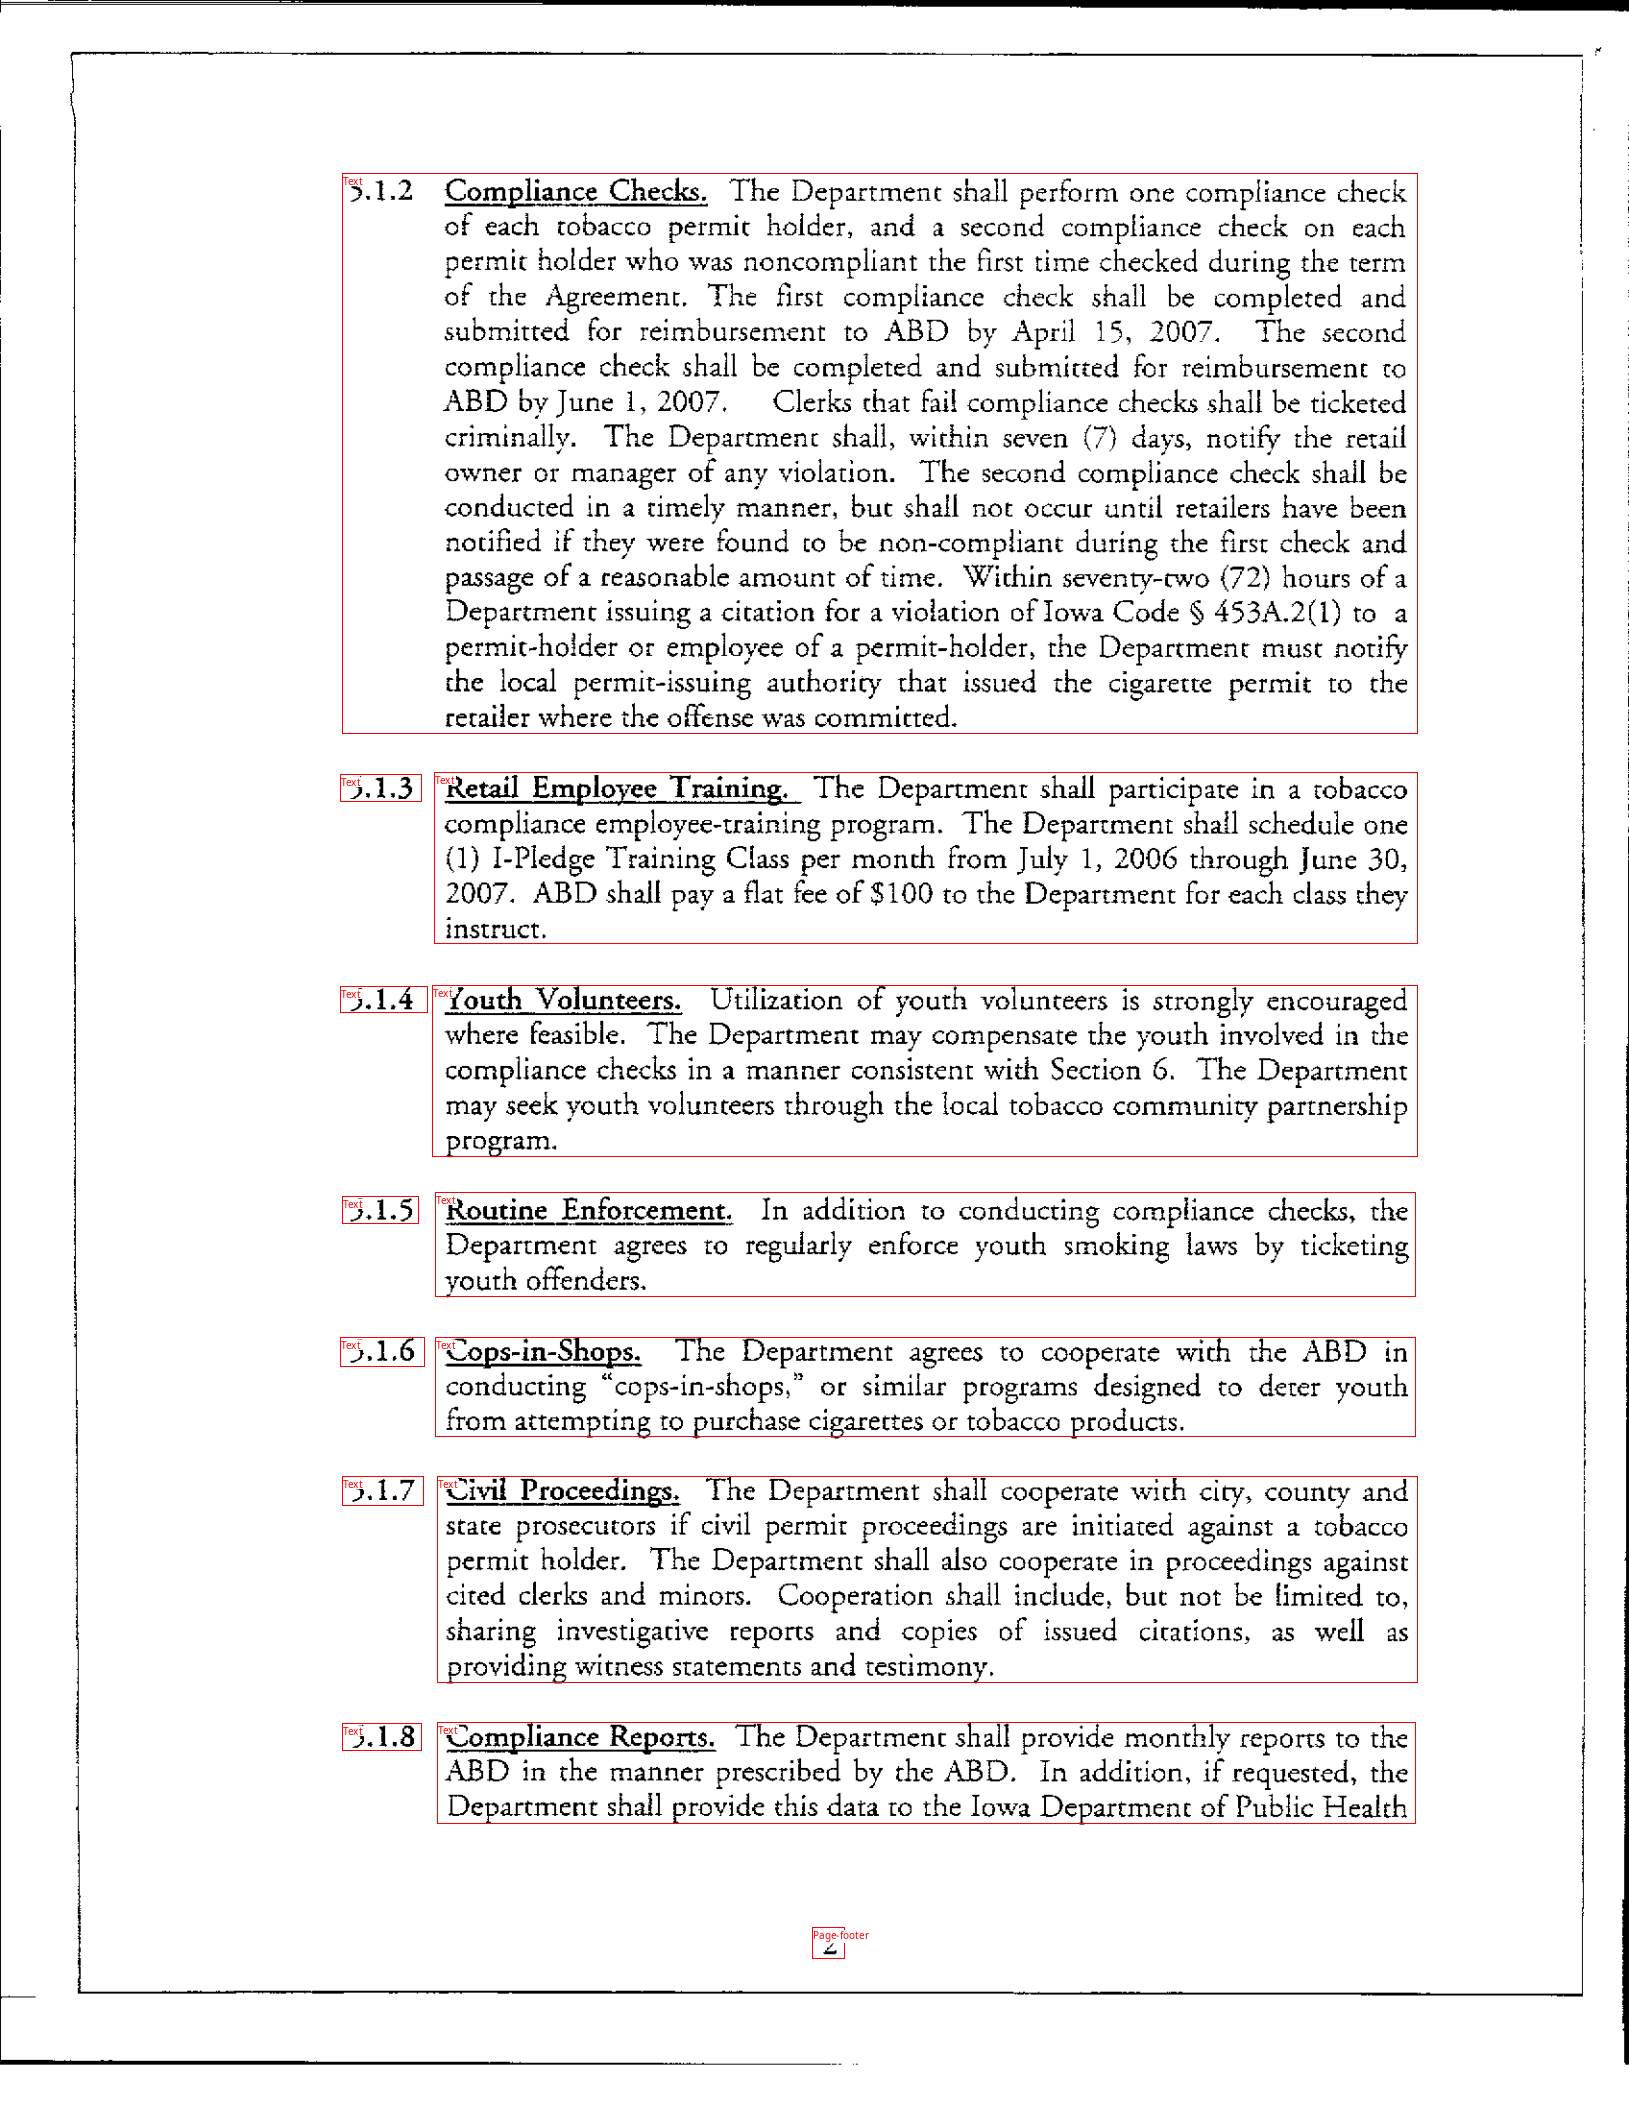 Text
5.1.2 Compliance Checks. The Department shall perform one compliance check
of each tobacco permit holder, and a second compliance check on each
permit holder who was noncompliant the first time checked during the term
of the Agreement. The first compliance check shall be completed and
submitted for reimbursement to ABD by April 15, 2007. The second
compliance check shall be completed and submitted for reimbursement to
ABD by June 1, 2007. Clerks that fail compliance checks shall be ticketed
criminally. The Department shall, within seven (7) days, notify the retail
owner or manager of any violation. The second compliance check shall be
conducted in a timely manner, but shall not occur until retailers have been
notified if they were found to be non-compliant during the first check and
passage of a reasonable amount of time. Within seventy-two (72) hours of a
Department issuing a citation for a violation of Iowa Code § 453A.2(1) to a
permit-holder or employee of a permit-holder, the Department must notify
the local permit-issuing authority that issued the cigarette permit to the
retailer where the offense was committed.
Text Text
5.1.3 Retail Employee Training. The Department shall participate in a tobacco
compliance employee-training program. The Department shall schedule one
(1) I-Pledge Training Class per month from July 1, 2006 through June 30,
2007. ABD shall pay a flat fee of $100 to the Department for each class they
instruct.
Text Text
5.1.4 Youth Volunteers. Utilization of youth volunteers is strongly encouraged
where feasible. The Department may compensate the youth involved in the
compliance checks in a manner consistent with Section 6. The Department
may seek youth volunteers through the local tobacco community partnership
program.
Text Text
5.1.5 Routine Enforcement. In addition to conducting compliance checks, the
Department agrees to regularly enforce youth smoking laws by ticketing
youth offenders.
Text Text
5.1.6 Cops-in-Shops. The Department agrees to cooperate with the ABD in
conducting “cops-in-shops,” or similar programs designed to deter youth
from attempting to purchase cigarettes or tobacco products.
Text Text
5.1.7 Civil Proceedings. The Department shall cooperate with city, county and
state prosecutors if civil permit proceedings are initiated against a tobacco
permit holder. The Department shall also cooperate in proceedings against
cited clerks and minors. Cooperation shall include, but not be limited to,
sharing investigative reports and copies of issued citations, as well as
providing witness statements and testimony.
Text Text
5.1.8 Compliance Reports. The Department shall provide monthly reports to the
ABD in the manner prescribed by the ABD. In addition, if requested, the
Department shall provide this data to the Iowa Department of Public Health
Page-footer
2